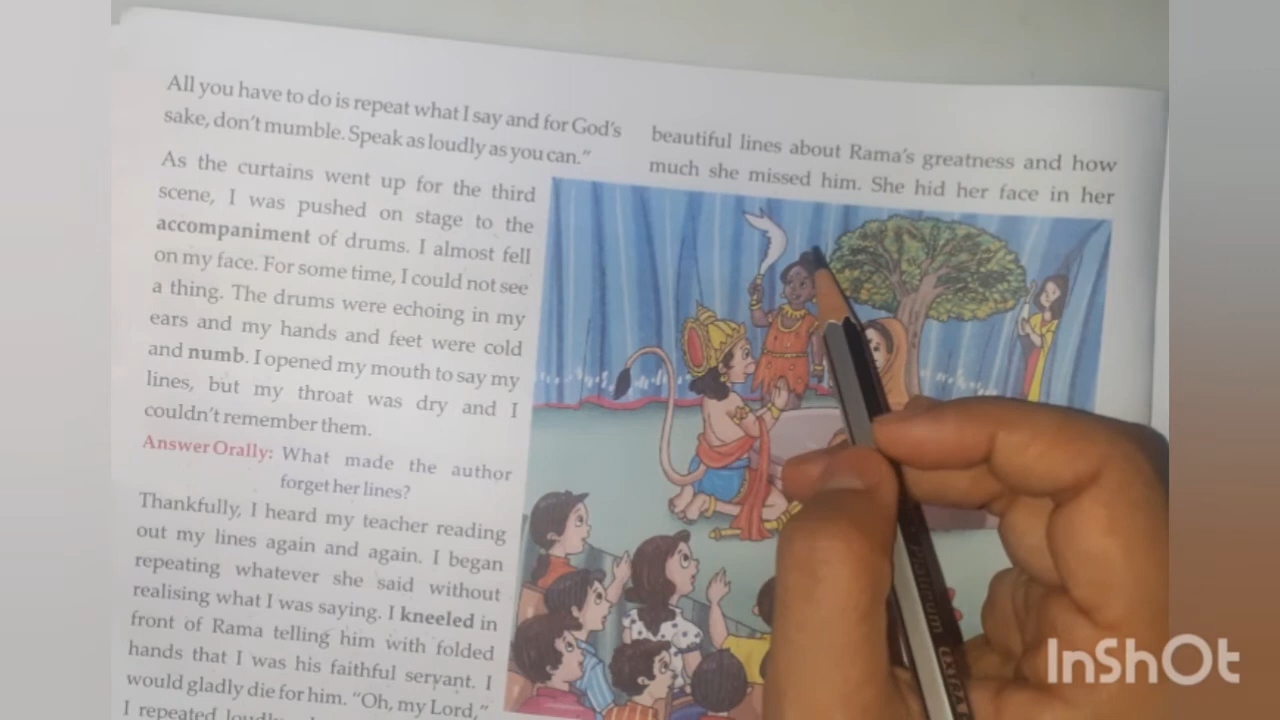 All you have to do is repeat what I say and for God's
sake, don't mumble. Speak as loudly as you can."
As the curtains went up for the third
scene, I was pushed on stage to the
accompaniment of drums. I almost fell
on my face. For some time, I could not see
a thing. The drums were echoing in my
ears and my hands and feet were cold
and numb. I opened my mouth to say my
lines, but my throat was dry and I
couldn't remember them.
Answer Orally: What made the author
forget her lines?
Thankfully, I heard my teacher reading
out my lines again and again. I began
repeating whatever she said without
realising what I was saying. I kneeled in
front of Rama telling him with folded
hands that I was his faithful servant. I
would gladly die for him. "Oh, my Lord,"
I repeated
beautiful lines about Rama's greatness and how
much she missed him. She hid her face in her
platinum
InShOt